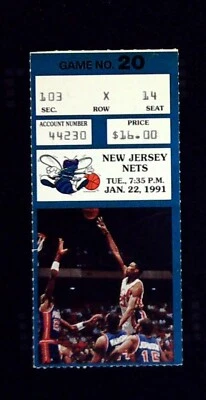 GAME NO. 20
103 X 14
SEC. ROW SEAT
ACCOUNT NUMBER PRICE
44230 $16.00
NEW JERSEY
NETS
TUE., 7:35 P.M.
JAN. 22, 1991
15